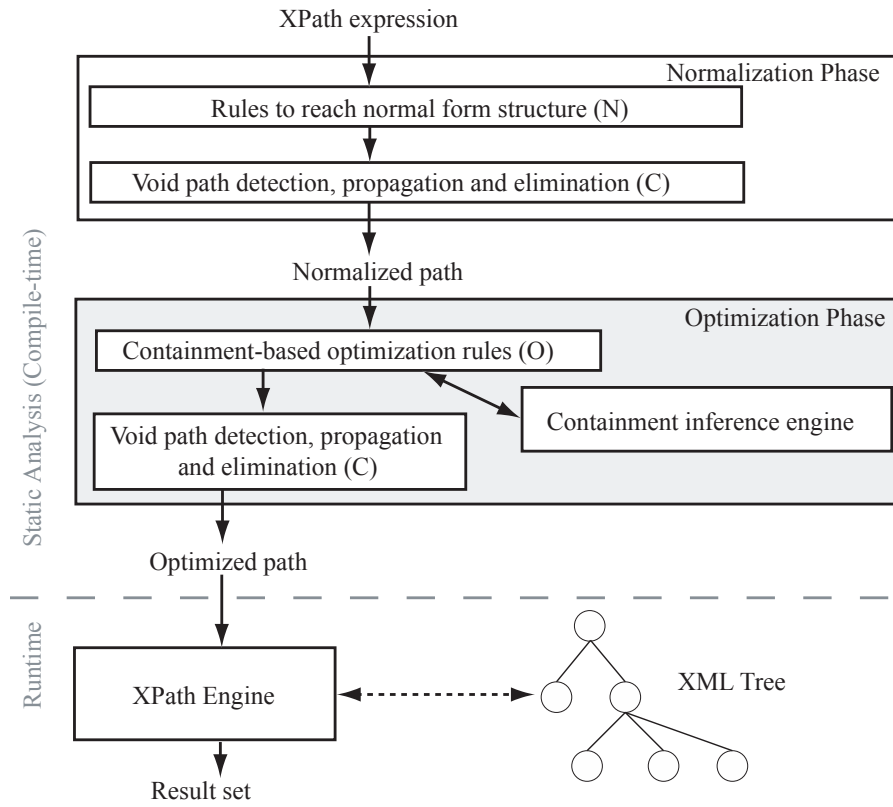 XPath expression
Normalization Phase
Rules to reach normal form structure (N)
Void path detection, propagation and elimination (C)
Normalized path
Static Analysis (Compile-time)
Optimization Phase
Containment-based optimization rules (O)
Containment inference engine
Void path detection, propagation
and elimination (C)
Optimized path
Runtime
XPath Engine
XML Tree
Result set